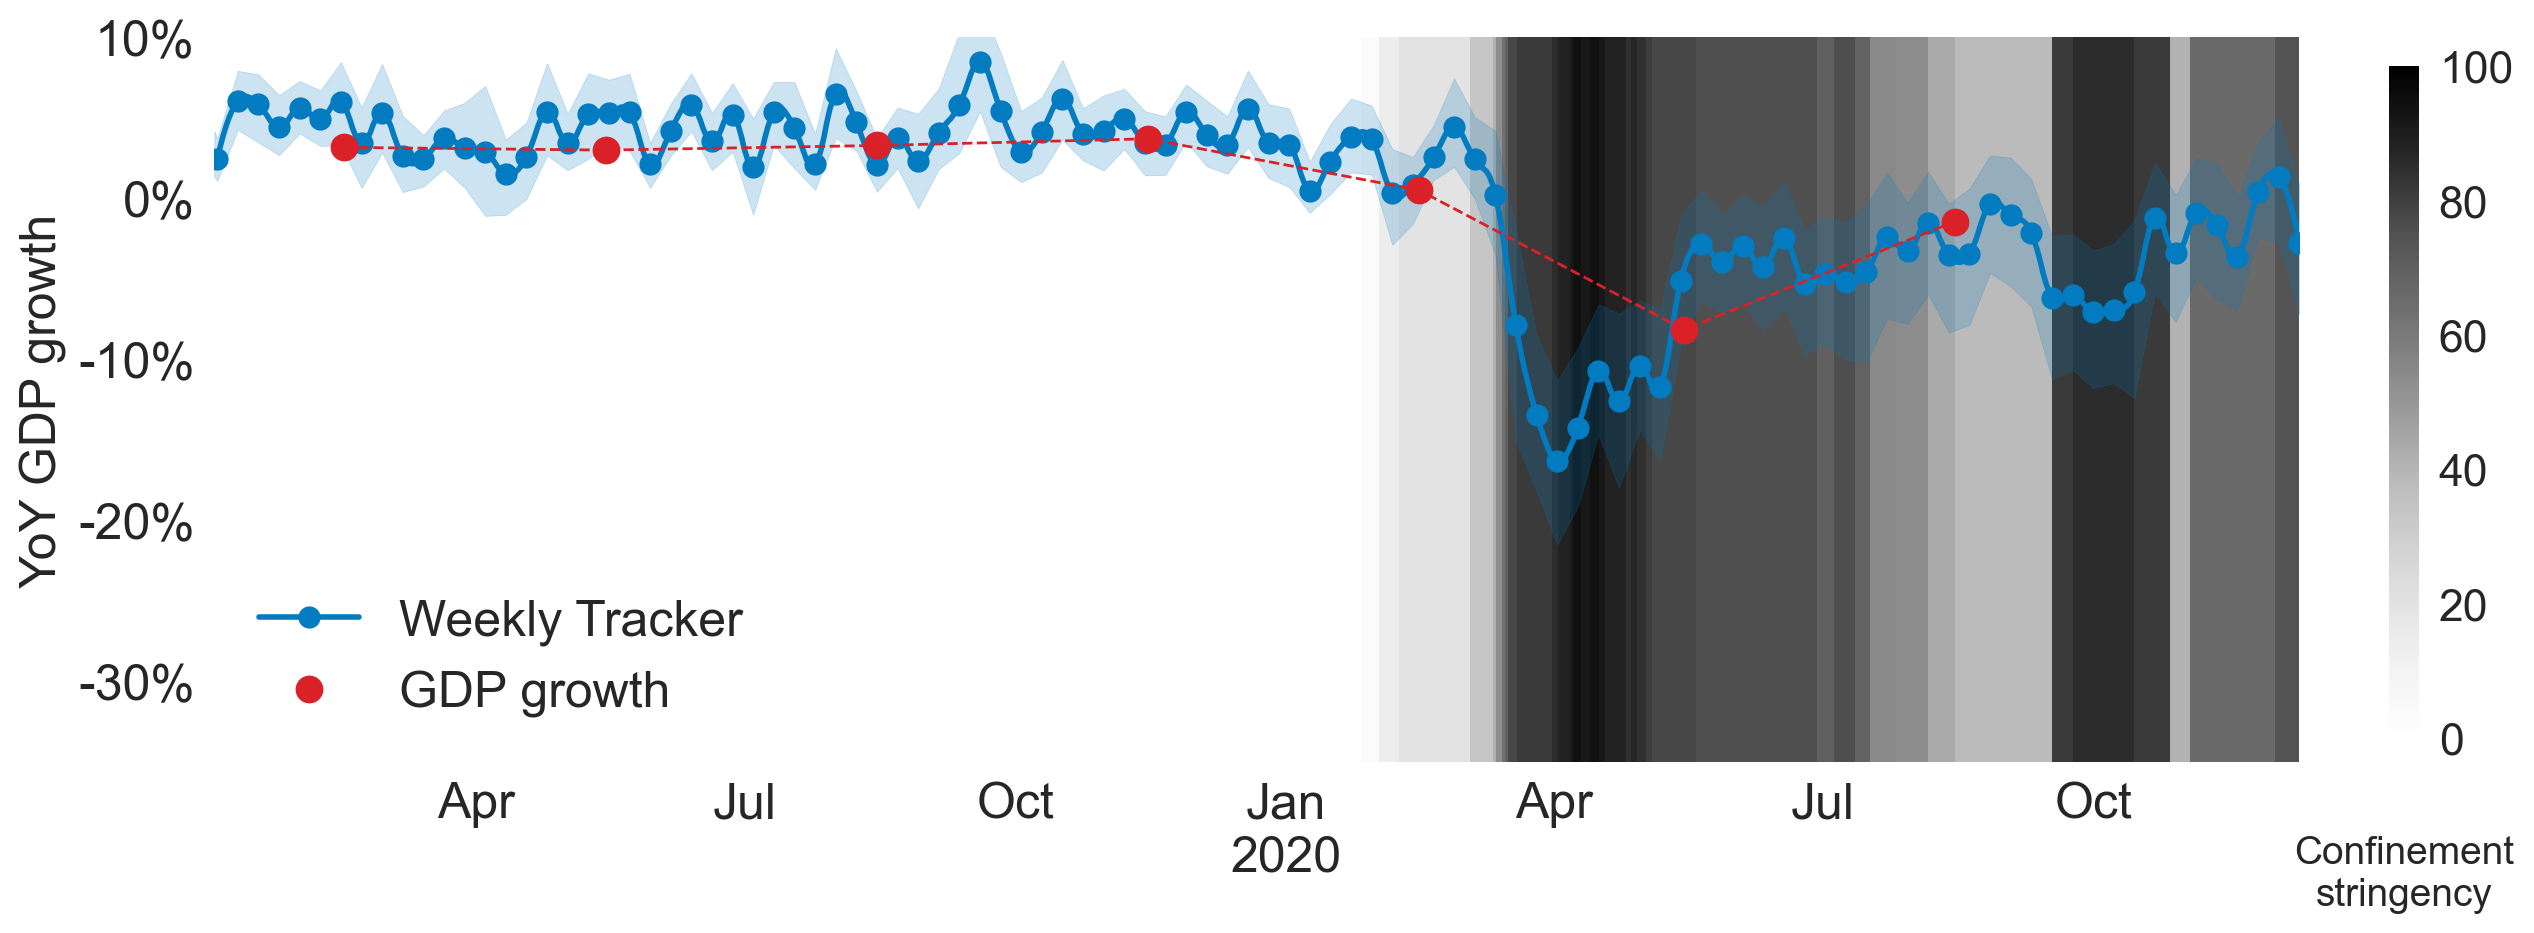 10%
0%
-10%
-20%
-30%
YoY GDP growth
Weekly Tracker
GDP growth
Apr
Jul
Oct
Jan
2020
Apr
Jul
Oct
100
80
60
40
20
0
Confinement
stringency